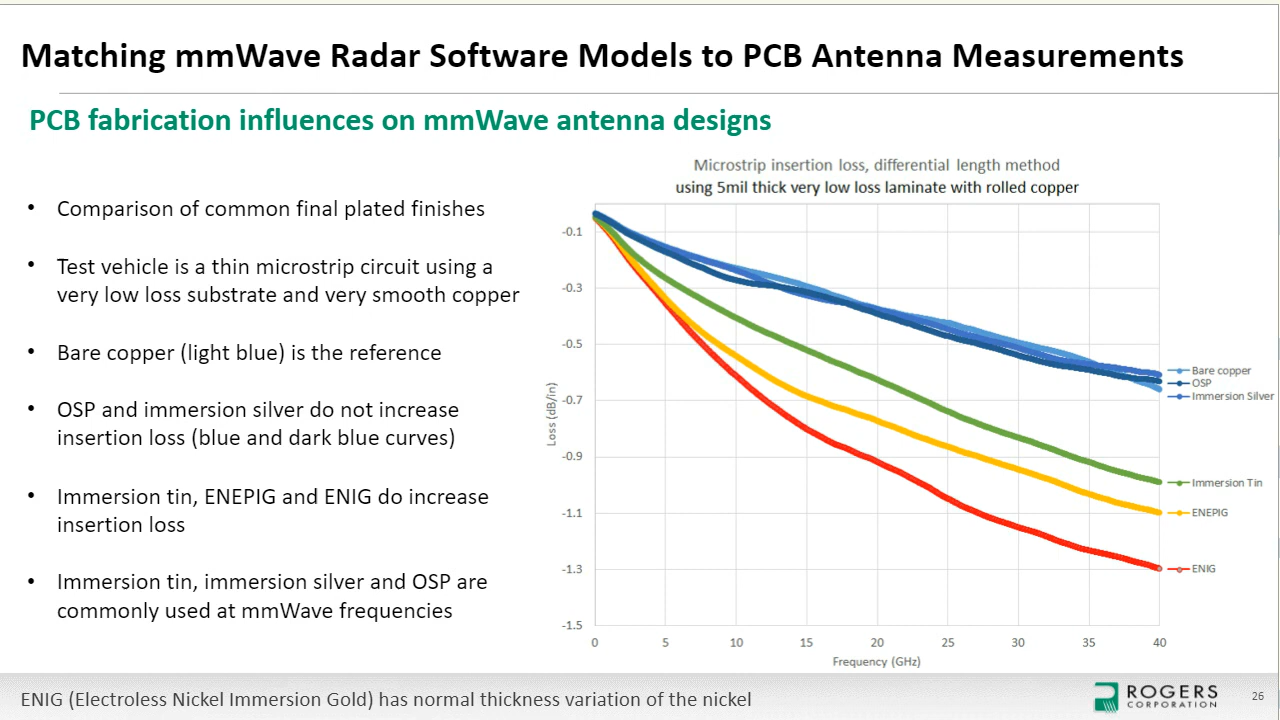 Matching mmWave Radar Software Models to PCB Antenna Measurements
PCB fabrication influences on mmWave antenna designs
• Comparison of common final plated finishes
• Test vehicle is a thin microstrip circuit using a
very low loss substrate and very smooth copper
• Bare copper (light blue) is the reference
• OSP and immersion silver do not increase
insertion loss (blue and dark blue curves)
• Immersion tin, ENEPIG and ENIG do increase
insertion loss
• Immersion tin, immersion silver and OSP are
commonly used at mmWave frequencies
Microstrip insertion loss, differential length method
using 5mil thick very low loss laminate with rolled copper
Loss (dB/in)
-0.1
-0.3
-0.5
-0.7
-0.9
-1.1
-1.3
-1.5
0 5 10 15 20 25 30 35 40
Frequency (GHz)
Bare copper
OSP
Immersion Silver
Immersion Tin
ENEPIG
ENIG
ENIG (Electroless Nickel Immersion Gold) has normal thickness variation of the nickel
ROGERS
CORPORATION
26